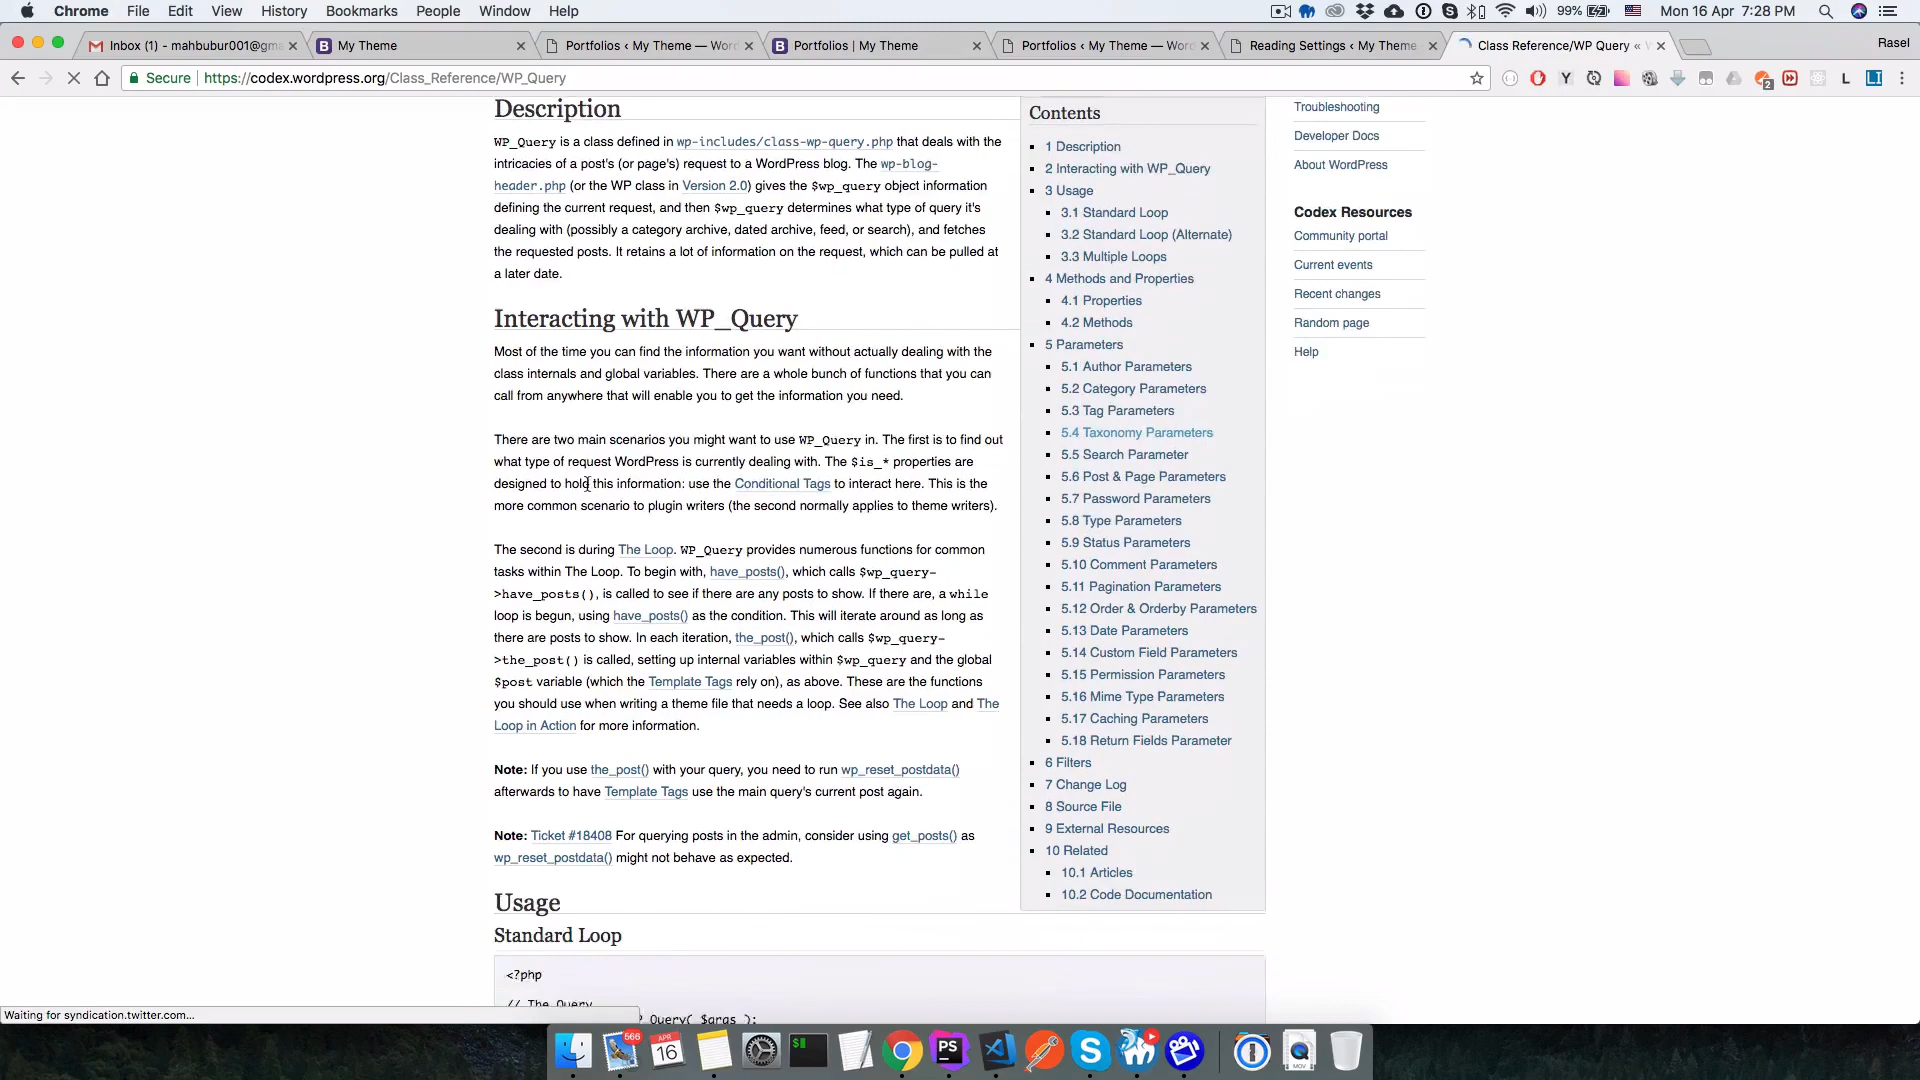 Chrome File Edit View History Bookmarks People Window Help 99% Mon 16 Apr 7:28 PM
Inbox (1) - mahbubur001@gm My Theme Portfolios ‹ My Theme — Word Portfolios | My Theme Portfolios ‹ My Theme — Word Reading Settings ‹ My Theme Class Reference/WP Query « Rasel
Secure https://codex.wordpress.org/Class_Reference/WP_Query
Description
WP_Query is a class defined in wp-includes/class-wp-query.php that deals with the
intricacies of a post's (or page's) request to a WordPress blog. The wp-blog-
header.php (or the WP class in Version 2.0) gives the $wp_query object information
defining the current request, and then $wp_query determines what type of query it's
dealing with (possibly a category archive, dated archive, feed, or search), and fetches
the requested posts. It retains a lot of information on the request, which can be pulled at
a later date.
Interacting with WP_Query
Most of the time you can find the information you want without actually dealing with the
class internals and global variables. There are a whole bunch of functions that you can
call from anywhere that will enable you to get the information you need.
There are two main scenarios you might want to use WP_Query in. The first is to find out
what type of request WordPress is currently dealing with. The $is_* properties are
designed to hold this information: use the Conditional Tags to interact here. This is the
more common scenario to plugin writers (the second normally applies to theme writers).
The second is during The Loop. WP_Query provides numerous functions for common
tasks within The Loop. To begin with, have_posts(), which calls $wp_query-
>have_posts(), is called to see if there are any posts to show. If there are, a while
loop is begun, using have_posts() as the condition. This will iterate around as long as
there are posts to show. In each iteration, the_post(), which calls $wp_query-
>the_post() is called, setting up internal variables within $wp_query and the global
$post variable (which the Template Tags rely on), as above. These are the functions
you should use when writing a theme file that needs a loop. See also The Loop and The
Loop in Action for more information.
Note: If you use the_post() with your query, you need to run wp_reset_postdata()
afterwards to have Template Tags use the main query's current post again.
Note: Ticket #18408 For querying posts in the admin, consider using get_posts() as
wp_reset_postdata() might not behave as expected.
Usage
Standard Loop
<?php
// The Query
Query( $args );
Contents
1 Description
2 Interacting with WP_Query
3 Usage
3.1 Standard Loop
3.2 Standard Loop (Alternate)
3.3 Multiple Loops
4 Methods and Properties
4.1 Properties
4.2 Methods
5 Parameters
5.1 Author Parameters
5.2 Category Parameters
5.3 Tag Parameters
5.4 Taxonomy Parameters
5.5 Search Parameter
5.6 Post & Page Parameters
5.7 Password Parameters
5.8 Type Parameters
5.9 Status Parameters
5.10 Comment Parameters
5.11 Pagination Parameters
5.12 Order & Orderby Parameters
5.13 Date Parameters
5.14 Custom Field Parameters
5.15 Permission Parameters
5.16 Mime Type Parameters
5.17 Caching Parameters
5.18 Return Fields Parameter
6 Filters
7 Change Log
8 Source File
9 External Resources
10 Related
10.1 Articles
10.2 Code Documentation
Troubleshooting
Developer Docs
About WordPress
Codex Resources
Community portal
Current events
Recent changes
Random page
Help
Waiting for syndication.twitter.com...
566
APR
16
PS
MOV